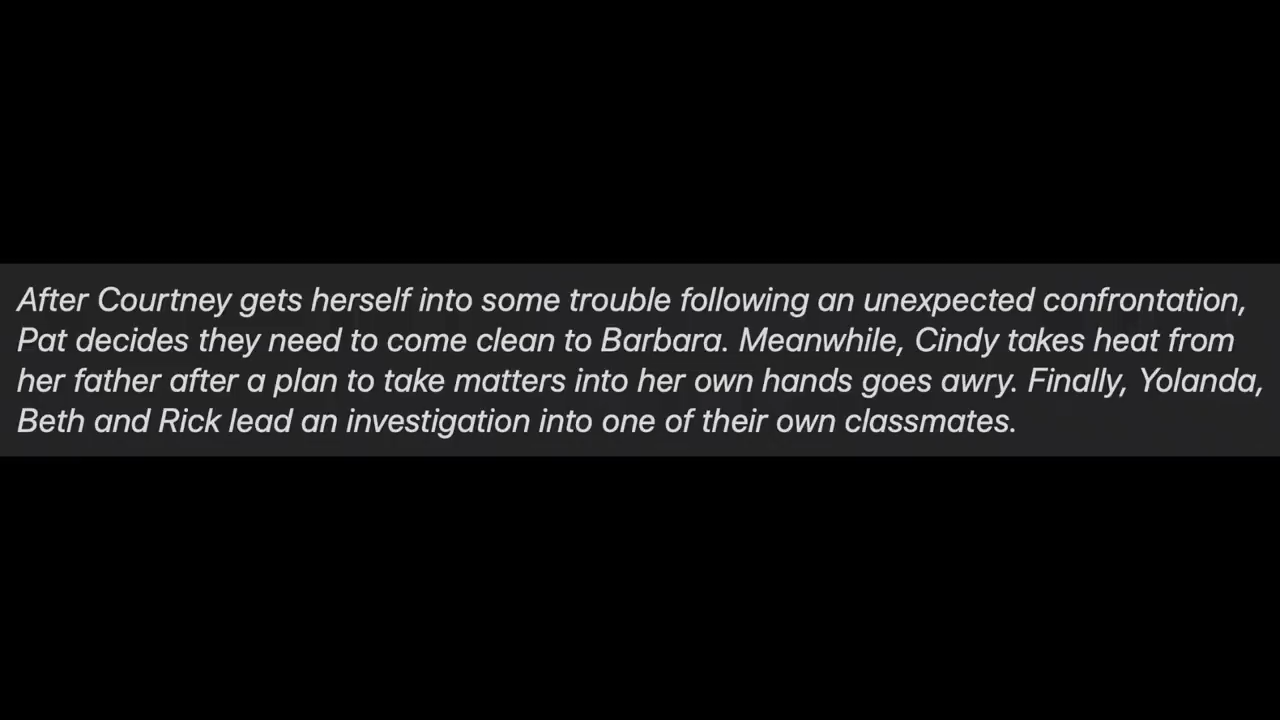 After Courtney gets herself into some trouble following an unexpected confrontation,
Pat decides they need to come clean to Barbara. Meanwhile, Cindy takes heat from
her father after a plan to take matters into her own hands goes awry. Finally, Yolanda,
Beth and Rick lead an investigation into one of their own classmates.